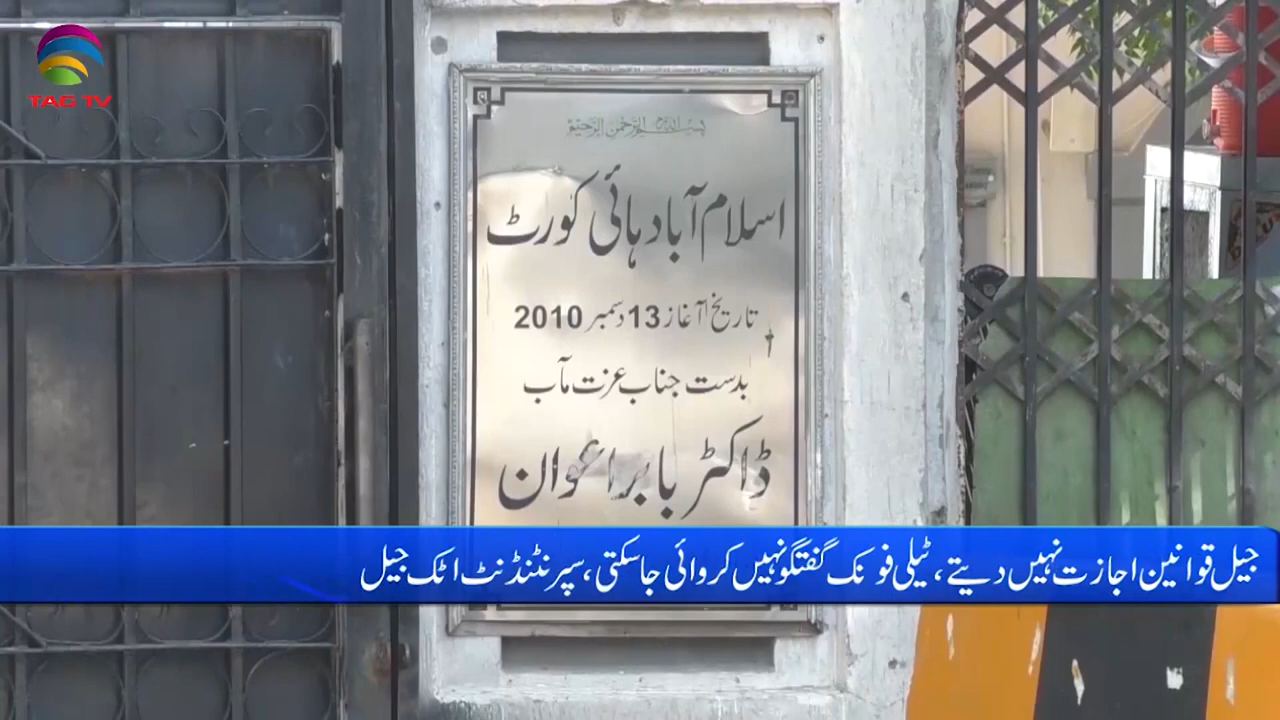 TAG TV
بسم اللہ الرحمن الرحیم
اسلام آباد ہائی کورٹ
تاریخ آغاز 13 دسمبر 2010
بدست جناب عزت مآب
ڈاکٹر بابر اعوان
جیل قوانین اجازت نہیں دیتے، ٹیلی فونک گفتگو نہیں کروائی جاسکتی، سپرنٹنڈنٹ اٹک جیل